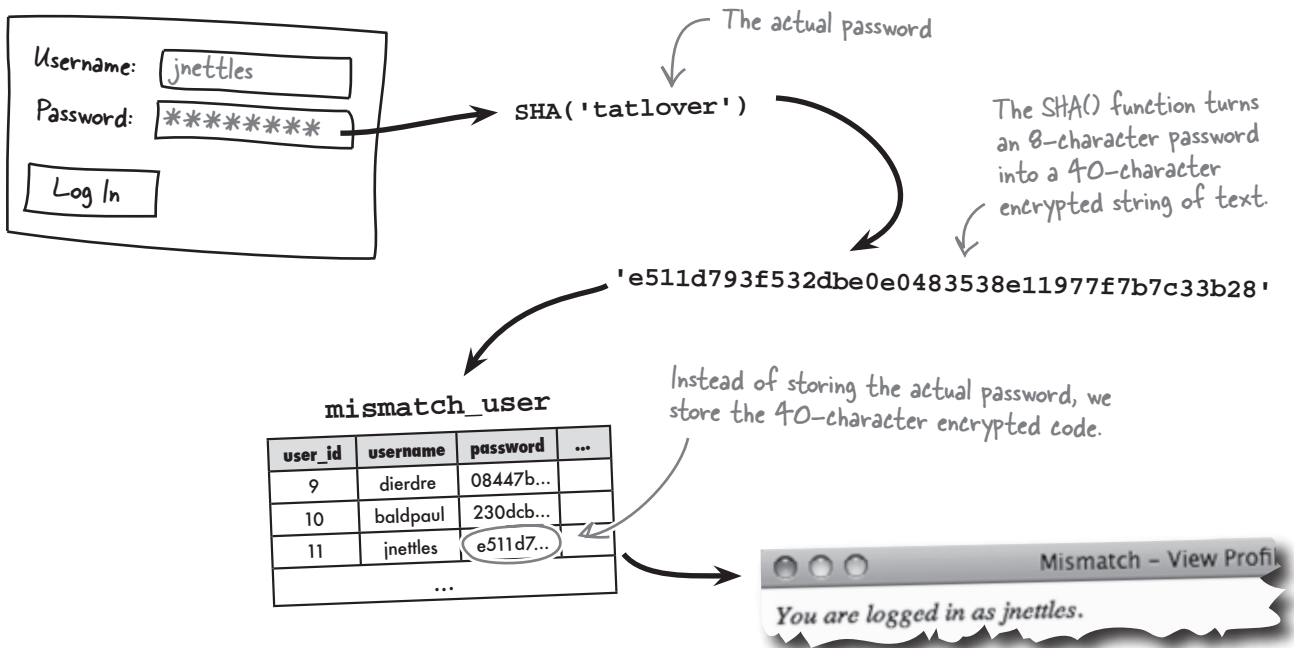 The actual password
Username: jnettles
Password: ********
Log In
SHA('tatlover')
The SHA() function turns
an 8-character password
into a 40-character
encrypted string of text.
'e511d793f532dbe0e0483538e11977f7b7c33b28'
Instead of storing the actual password, we
store the 40-character encrypted code.
mismatch_user
user_id username password ...
9 dierdre 08447b...
10 baldpaul 230dcb...
11 jnettles e511d7...
...
Mismatch – View Profil
You are logged in as jnettles.